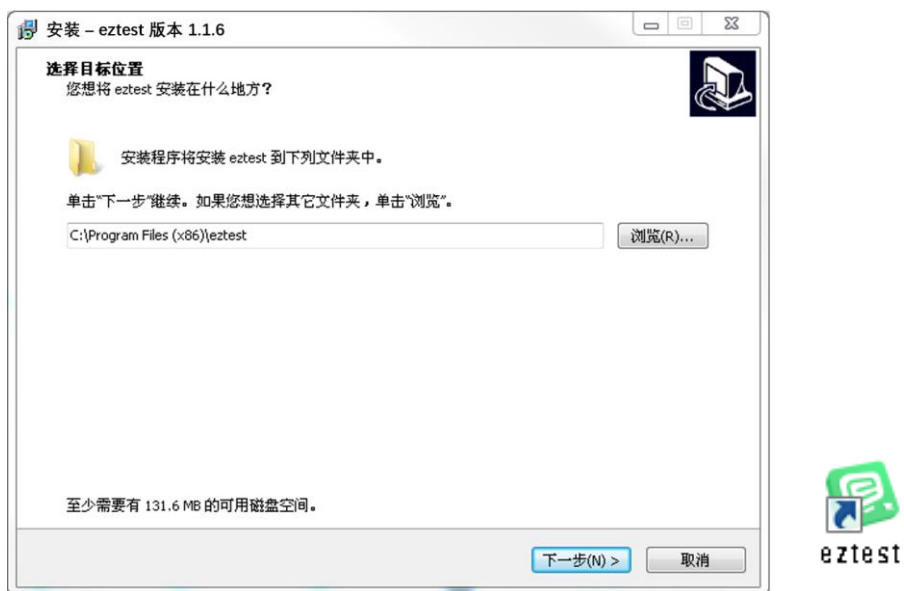 安装 – eztest 版本 1.1.6
选择目标位置
您想将 eztest 安装在什么地方?
安装程序将安装 eztest 到下列文件夹中。
单击“下一步”继续。如果您想选择其它文件夹，单击“浏览”。
C:\Program Files (x86)\eztest
浏览(R)...
至少需要有 131.6 MB 的可用磁盘空间。
下一步(N) >
取消
eztest